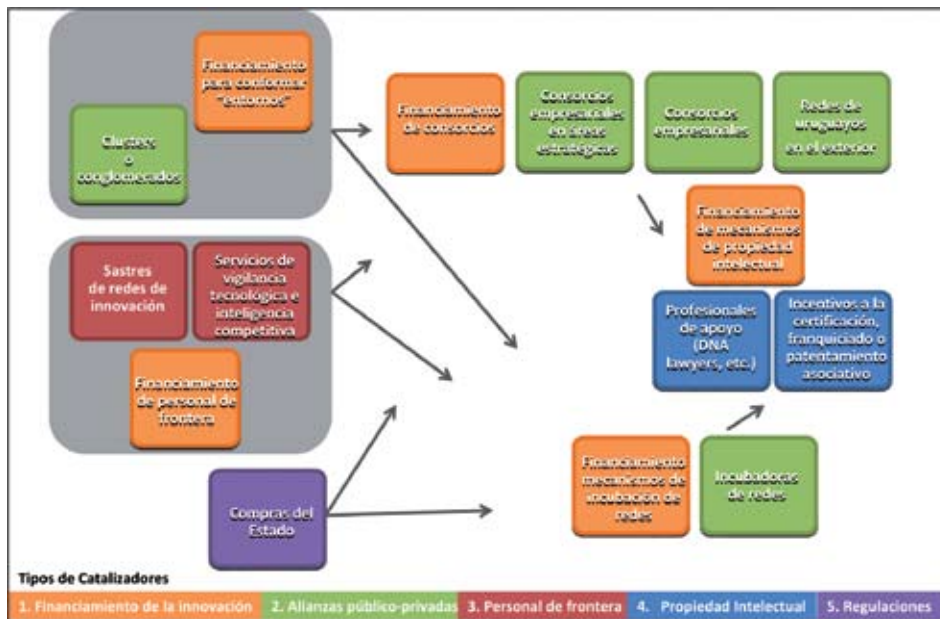 Financiamiento
para conformar
"entornos"
Clusters
o
conglomerados
Financiamiento
de consorcios
Consorcios
empresariales
en áreas
estratégicas
Consorcios
empresariales
Redes de
uruguayos
en el exterior
Financiamiento
de mecanismos
de propiedad
intelectual
Sastres
de redes de
innovación
Servicios de
vigilancia
tecnológica e
inteligencia
competitiva
Financiamiento
de personal de
frontera
Profesionales
de apoyo
(DNA
lawyers, etc.)
Incentivos a la
certificación,
franquiciado o
patentamiento
asociativo
Compras del
Estado
Financiamiento
mecanismos de
incubación de
redes
Incubadoras
de redes
Tipos de Catalizadores
1. Financiamiento de la innovación
2. Alianzas público-privadas
3. Personal de frontera
4. Propiedad Intelectual
5. Regulaciones